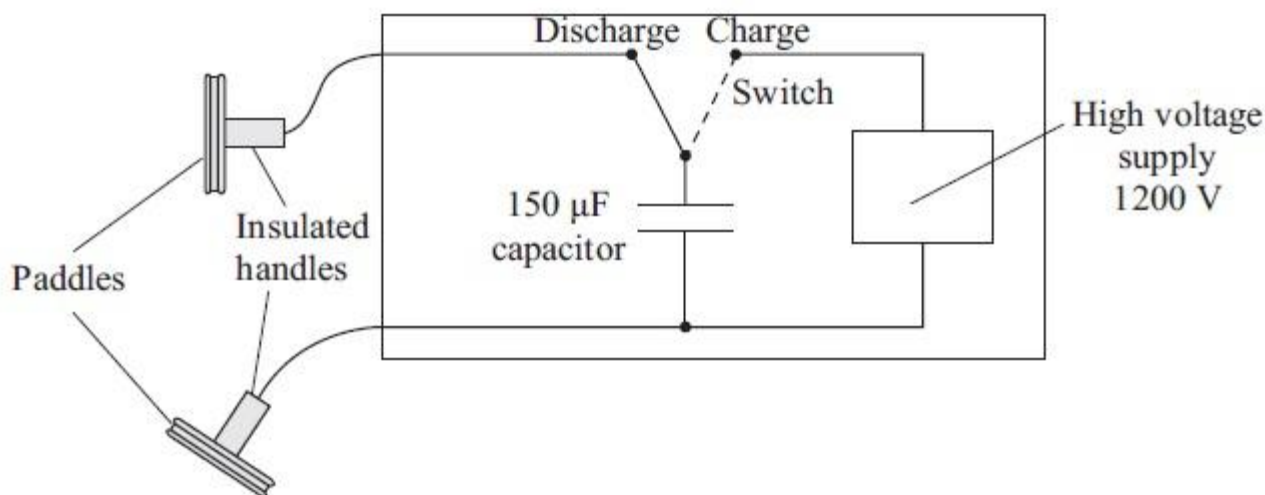 Discharge
Charge
Switch
High voltage
supply
1200 V
150 μF
capacitor
Insulated
handles
Paddles